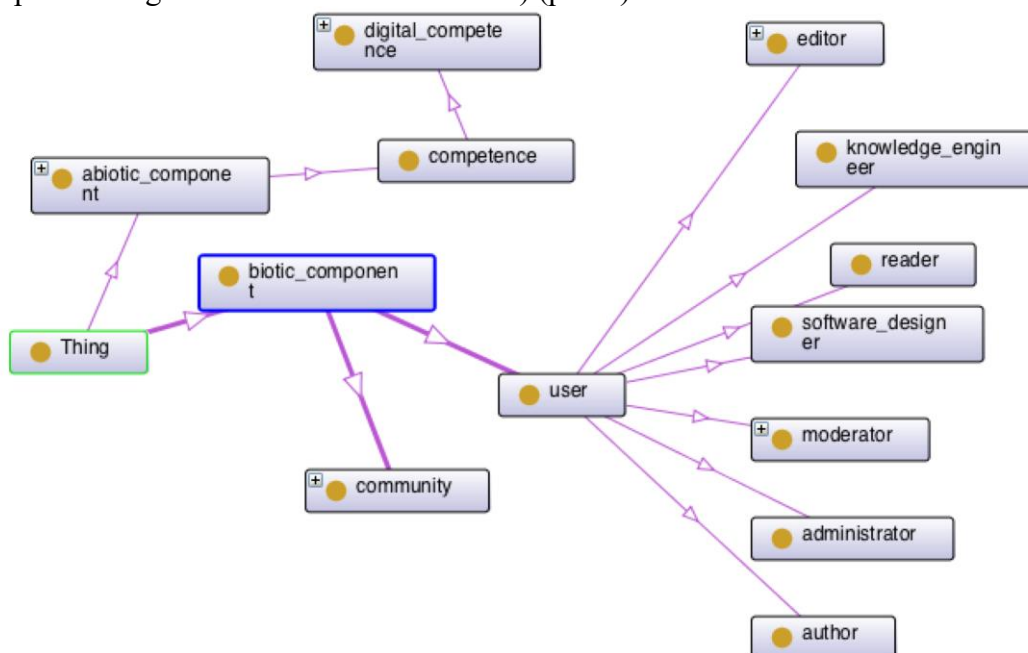 digital_compete
nce
editor
competence
knowledge_engin
eer
abiotic_compone
nt
biotic_componen
t
reader
software_design
er
Thing
user
moderator
community
administrator
author